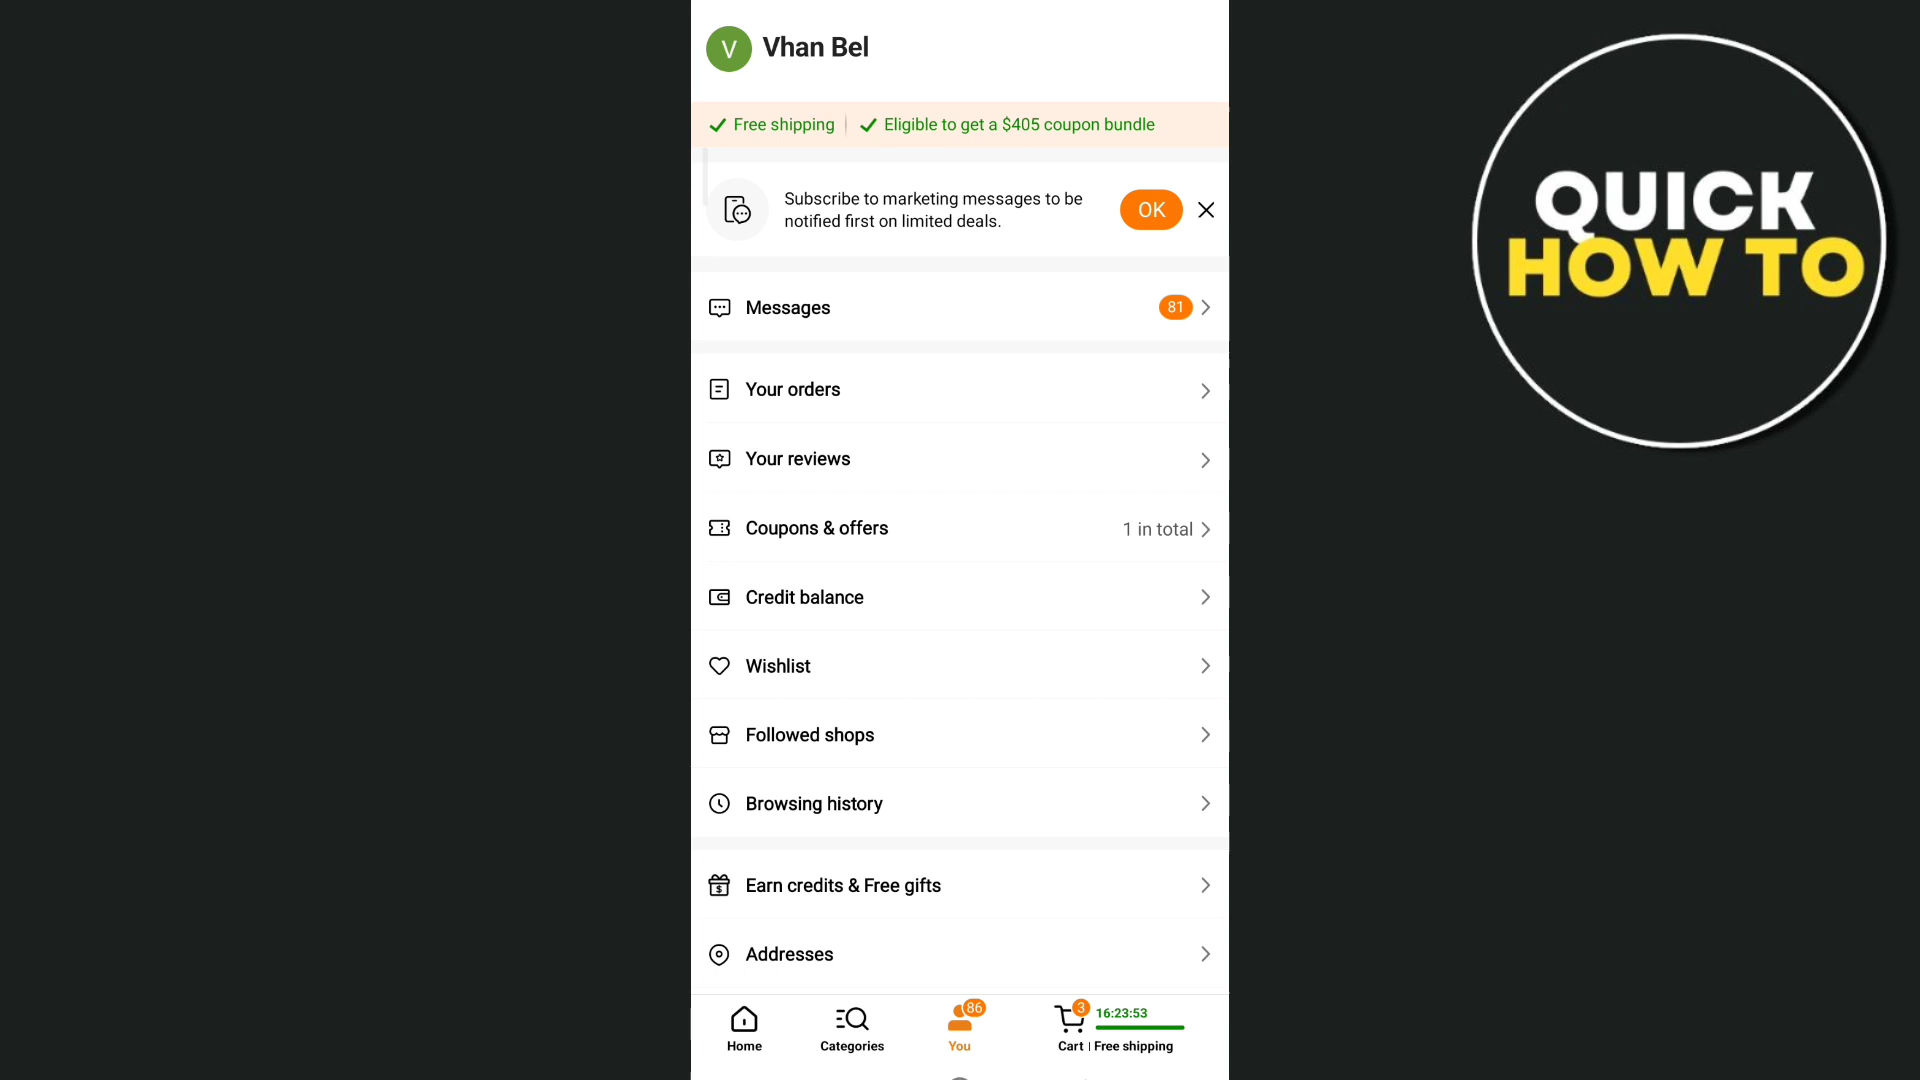 V
Vhan Bel
Free shipping
Eligible to get a $405 coupon bundle
Subscribe to marketing messages to be
notified first on limited deals.
OK
Messages
81
Your orders
Your reviews
Coupons & offers
1 in total
Credit balance
Wishlist
Followed shops
Browsing history
Earn credits & Free gifts
Addresses
Home
Categories
86
You
3
16:23:53
Cart | Free shipping
QUICK
HOW TO